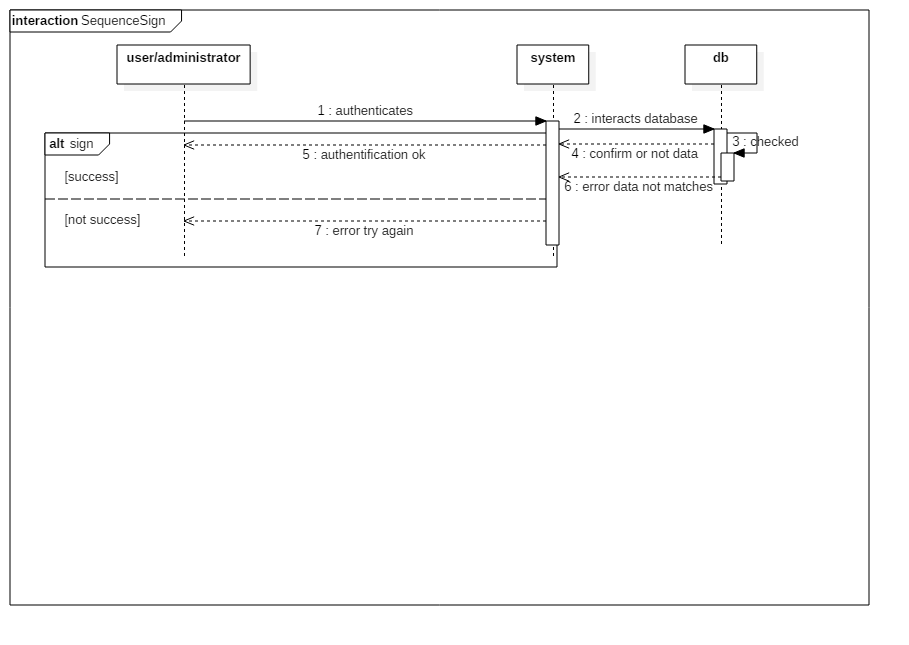 interaction SequenceSign
user/administrator
system
db
1 : authenticates
2 : interacts database
3 : checked
alt sign
4 : confirm or not data
5 : authentification ok
[success]
6 : error data not matches
[not success]
7 : error try again